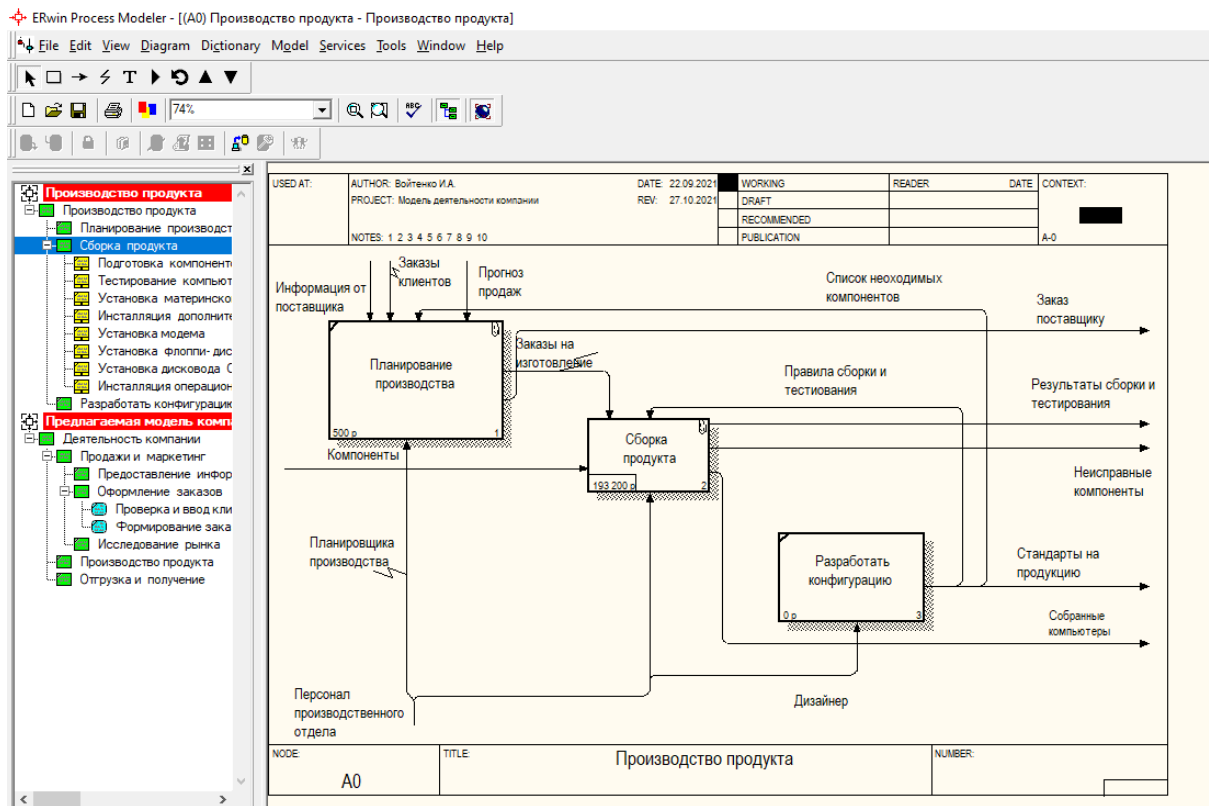 ERwin Process Modeler - [(A0) Производство продукта - Производство продукта]
File Edit View Diagram Dictionary Model Services Tools Window Help
T
74%
ABC
Производство продукта
Производство продукта
Планирование производст
Сборка продукта
Подготовка компоненто
Тестирование компьют
Установка материнско
Инсталляция дополните
Установка модема
Установка флоппи-дис
Установка дисковода C
Инсталляция операцион
Разработать конфигурацик
Предлагаемая модель комп
Деятельность компании
Продажи и маркетинг
Предоставление инфор
Оформление заказов
Проверка и ввод кли
Формирование зака
Исследование рынка
Производство продукта
Отгрузка и получение
USED AT:
AUTHOR: Войтенко И.А.
DATE: 22.09.2021
PROJECT: Модель деятельности компании
REV: 27.10.2021
NOTES: 1 2 3 4 5 6 7 8 9 10
WORKING
DRAFT
RECOMMENDED
PUBLICATION
READER
DATE
CONTEXT:
A-0
Информация от
поставщика
Заказы
клиентов
Прогноз
продаж
Список неоходимых
компонентов
Заказ
поставщику
Планирование
производства
500 р
1
Заказы на
изготовление
Правила сборки и
тестиования
Результаты сборки и
тестирования
Компоненты
Сборка
продукта
193 200 р
2
Неисправные
компоненты
Планировщика
производства
Разработать
конфигурацию
0 р
3
Стандарты на
продукцию
Собранные
компьютеры
Персонал
производственного
отдела
Дизайнер
NODE:
A0
TITLE:
Производство продукта
NUMBER: